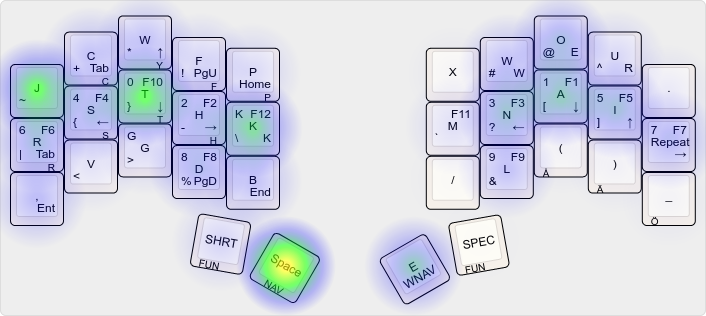 J
~
C
+ Tab
C
W
* ↑
Y
F
! PgU
F
P
Home
P
6 F6
R
| Tab
R
4 F4
S
{ ←
S
0 F10
T
} ↓
T
2 F2
H
- →
H
K F12
K
\ K
,
Ent
V
<
G
G
>
8 F8
D
% PgD
B
End
SHRT
FUN
Space
NAV
X
W
# W
O
@ E
U
^ R
.
F11
M
`
3 F3
N
? ←
1 F1
A
[ ↓
5 F5
I
] ↑
7 F7
Repeat
→
/
9 F9
L
&
(
Å
)
Ä
_
Ö
E
WNAV
SPEC
FUN